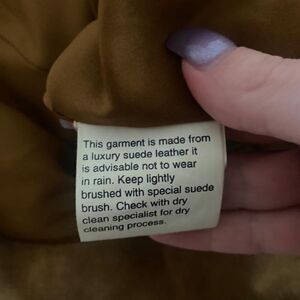 This garment is made from
a luxury suede leather it
is advisable not to wear
in rain. Keep lightly
brushed with special suede
brush. Check with dry
clean specialist for dry
cleaning process.